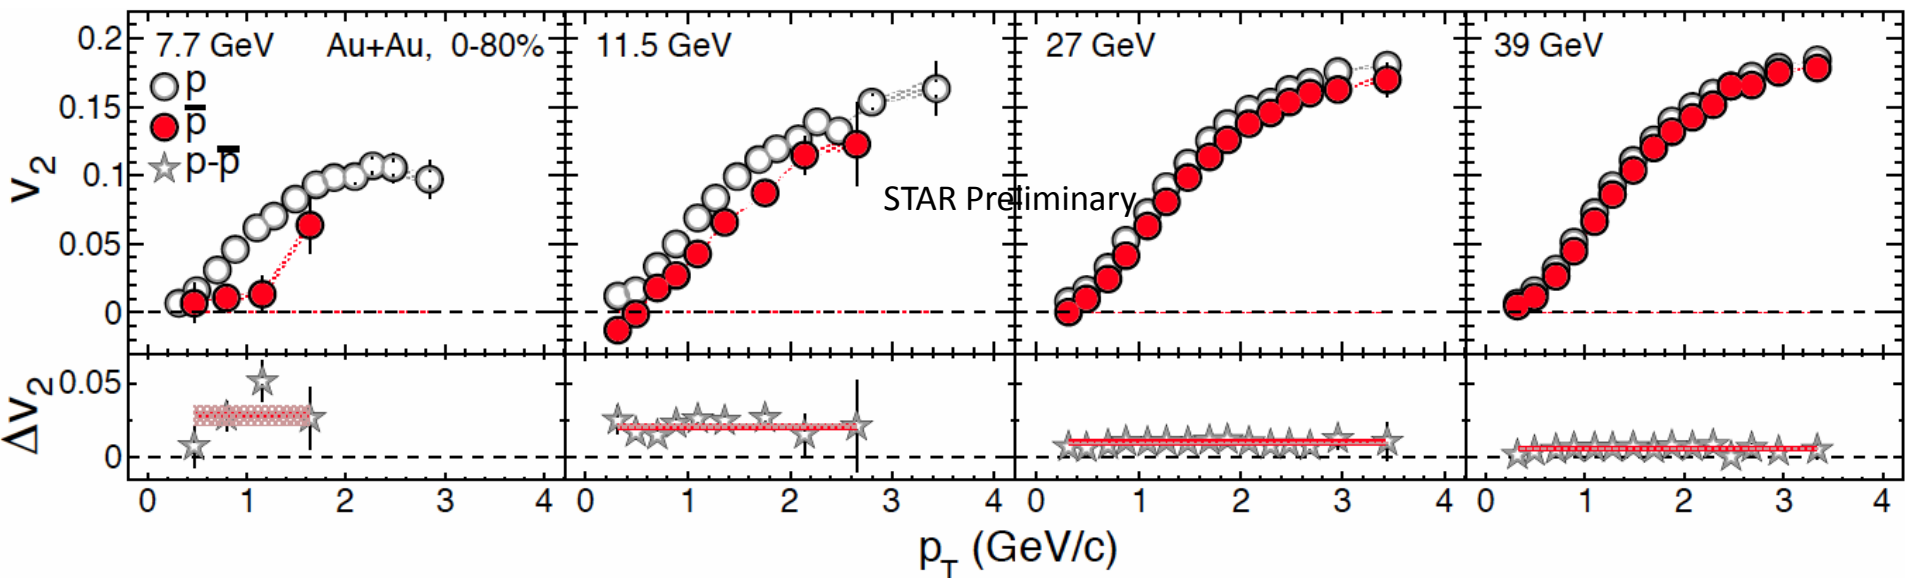 7.7 GeV Au+Au, 0-80%
11.5 GeV
27 GeV
39 GeV
p
p̄
p-p̄
STAR Preliminary
v₂
0.2
0.15
0.1
0.05
0
Δv₂
0.05
0
0 1 2 3 4
0 1 2 3 4
0 1 2 3 4
0 1 2 3 4
p_T (GeV/c)